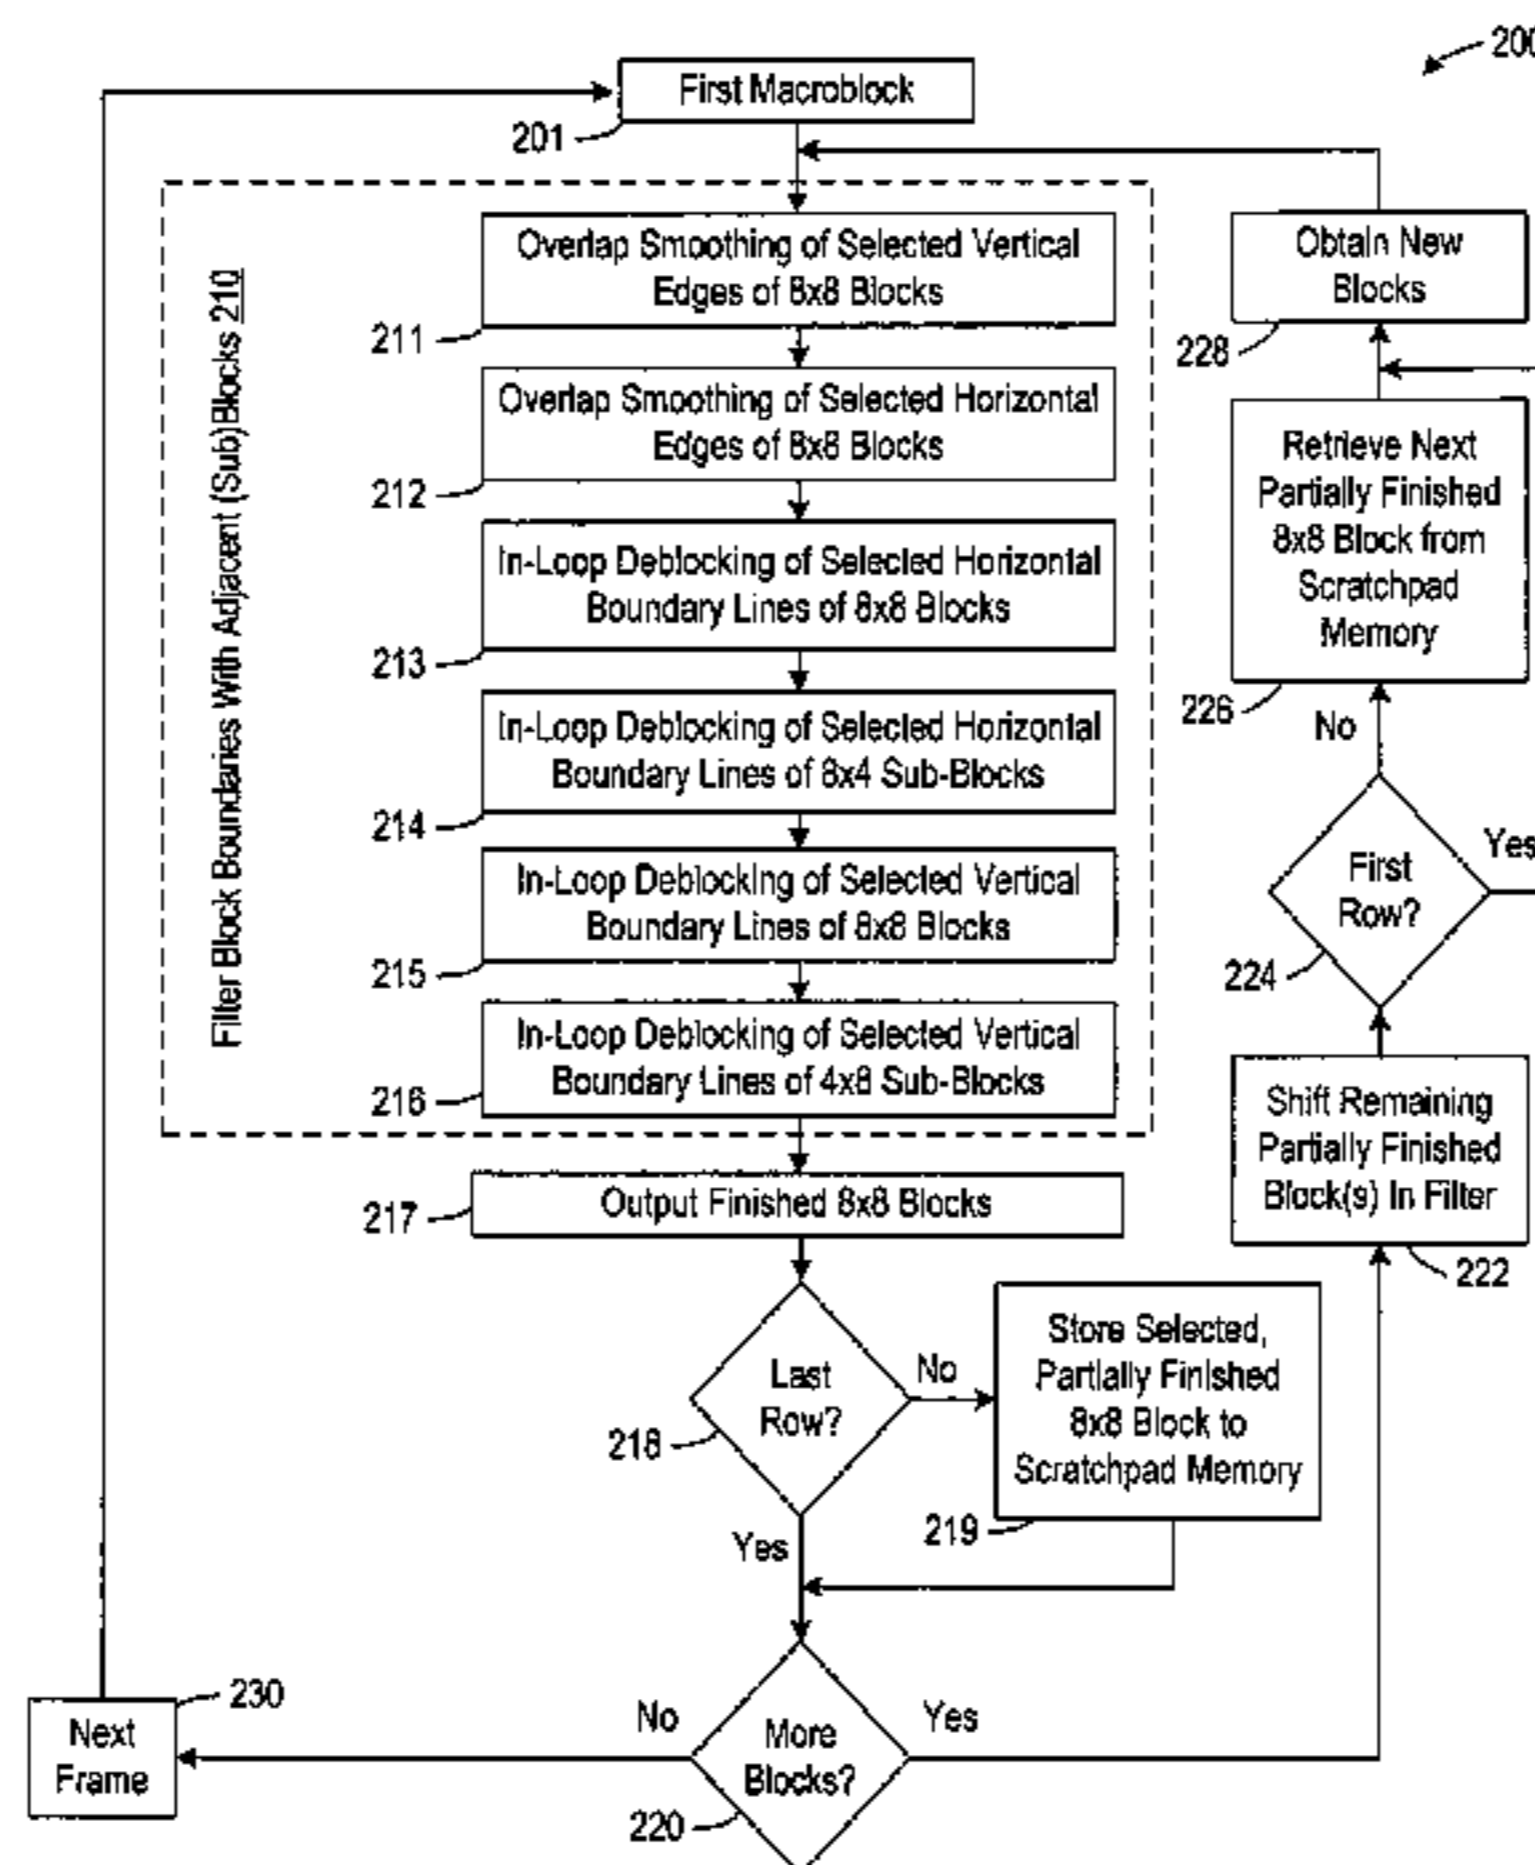 200
First Macroblock
201
Filter Block Boundaries With Adjacent (Sub)Blocks 210
Overlap Smoothing of Selected Vertical
Edges of 8x8 Blocks
211
Overlap Smoothing of Selected Horizontal
Edges of 8x8 Blocks
212
In-Loop Deblocking of Selected Horizontal
Boundary Lines of 8x8 Blocks
213
In-Loop Deblocking of Selected Horizontal
Boundary Lines of 8x4 Sub-Blocks
214
In-Loop Deblocking of Selected Vertical
Boundary Lines of 8x8 Blocks
215
In-Loop Deblocking of Selected Vertical
Boundary Lines of 4x8 Sub-Blocks
216
Output Finished 8x8 Blocks
217
Last
Row?
218
No
Yes
Store Selected,
Partially Finished
8x8 Block to
Scratchpad Memory
219
More
Blocks?
220
No
Yes
Next
Frame
230
Shift Remaining
Partially Finished
Block(s) In Filter
222
First
Row?
224
Yes
No
Retrieve Next
Partially Finished
8x8 Block from
Scratchpad
Memory
226
Obtain New
Blocks
228